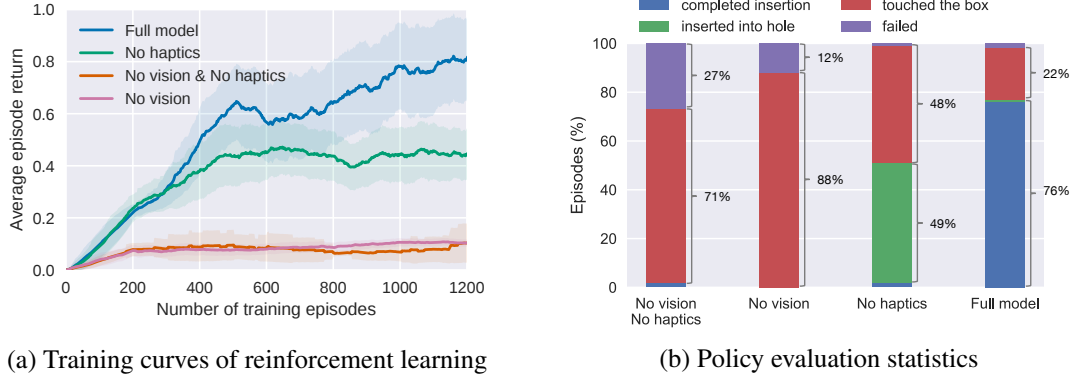 1.0
0.8
0.6
0.4
0.2
0.0
Average episode return
Full model
No haptics
No vision & No haptics
No vision
0 200 400 600 800 1000 1200
Number of training episodes
(a) Training curves of reinforcement learning
completed insertion touched the box
inserted into hole failed
100
80
60
40
20
0
Episodes (%)
27%
71%
12%
88%
48%
49%
22%
76%
No vision No vision No haptics Full model
No haptics
(b) Policy evaluation statistics